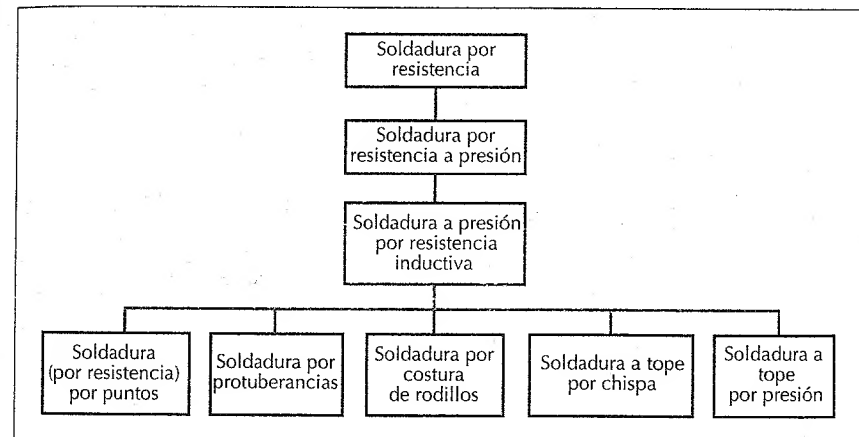 Soldadura por
resistencia
Soldadura por
resistencia a presión
Soldadura a presión
por resistencia
inductiva
Soldadura
(por resistencia)
por puntos
Soldadura por
protuberancias
Soldadura por
costura
de rodillos
Soldadura a tope
por chispa
Soldadura a
tope
por presión